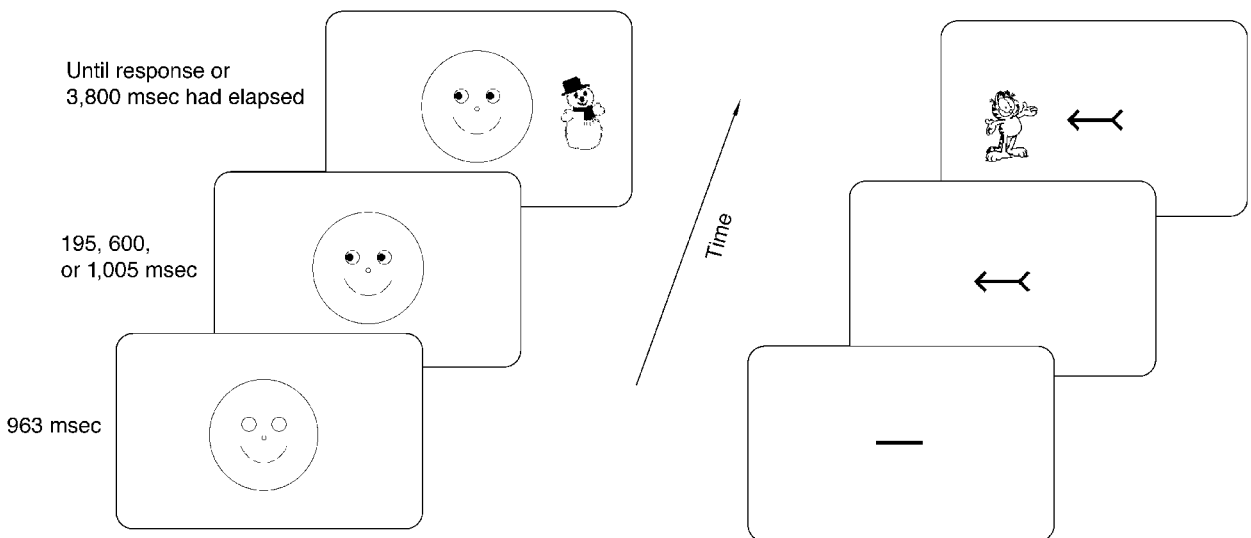 Until response or
3,800 msec had elapsed
195, 600,
or 1,005 msec
963 msec
Time